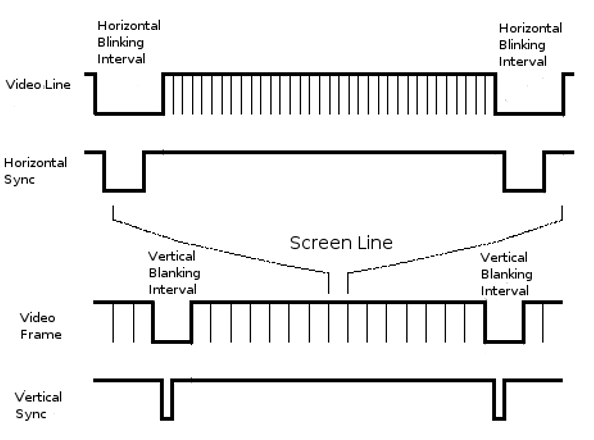 Horizontal
Blinking
Interval
Horizontal
Blinking
Interval
Video Line
Horizontal
Sync
Screen Line
Vertical
Blanking
Interval
Vertical
Blanking
Interval
Video
Frame
Vertical
Sync